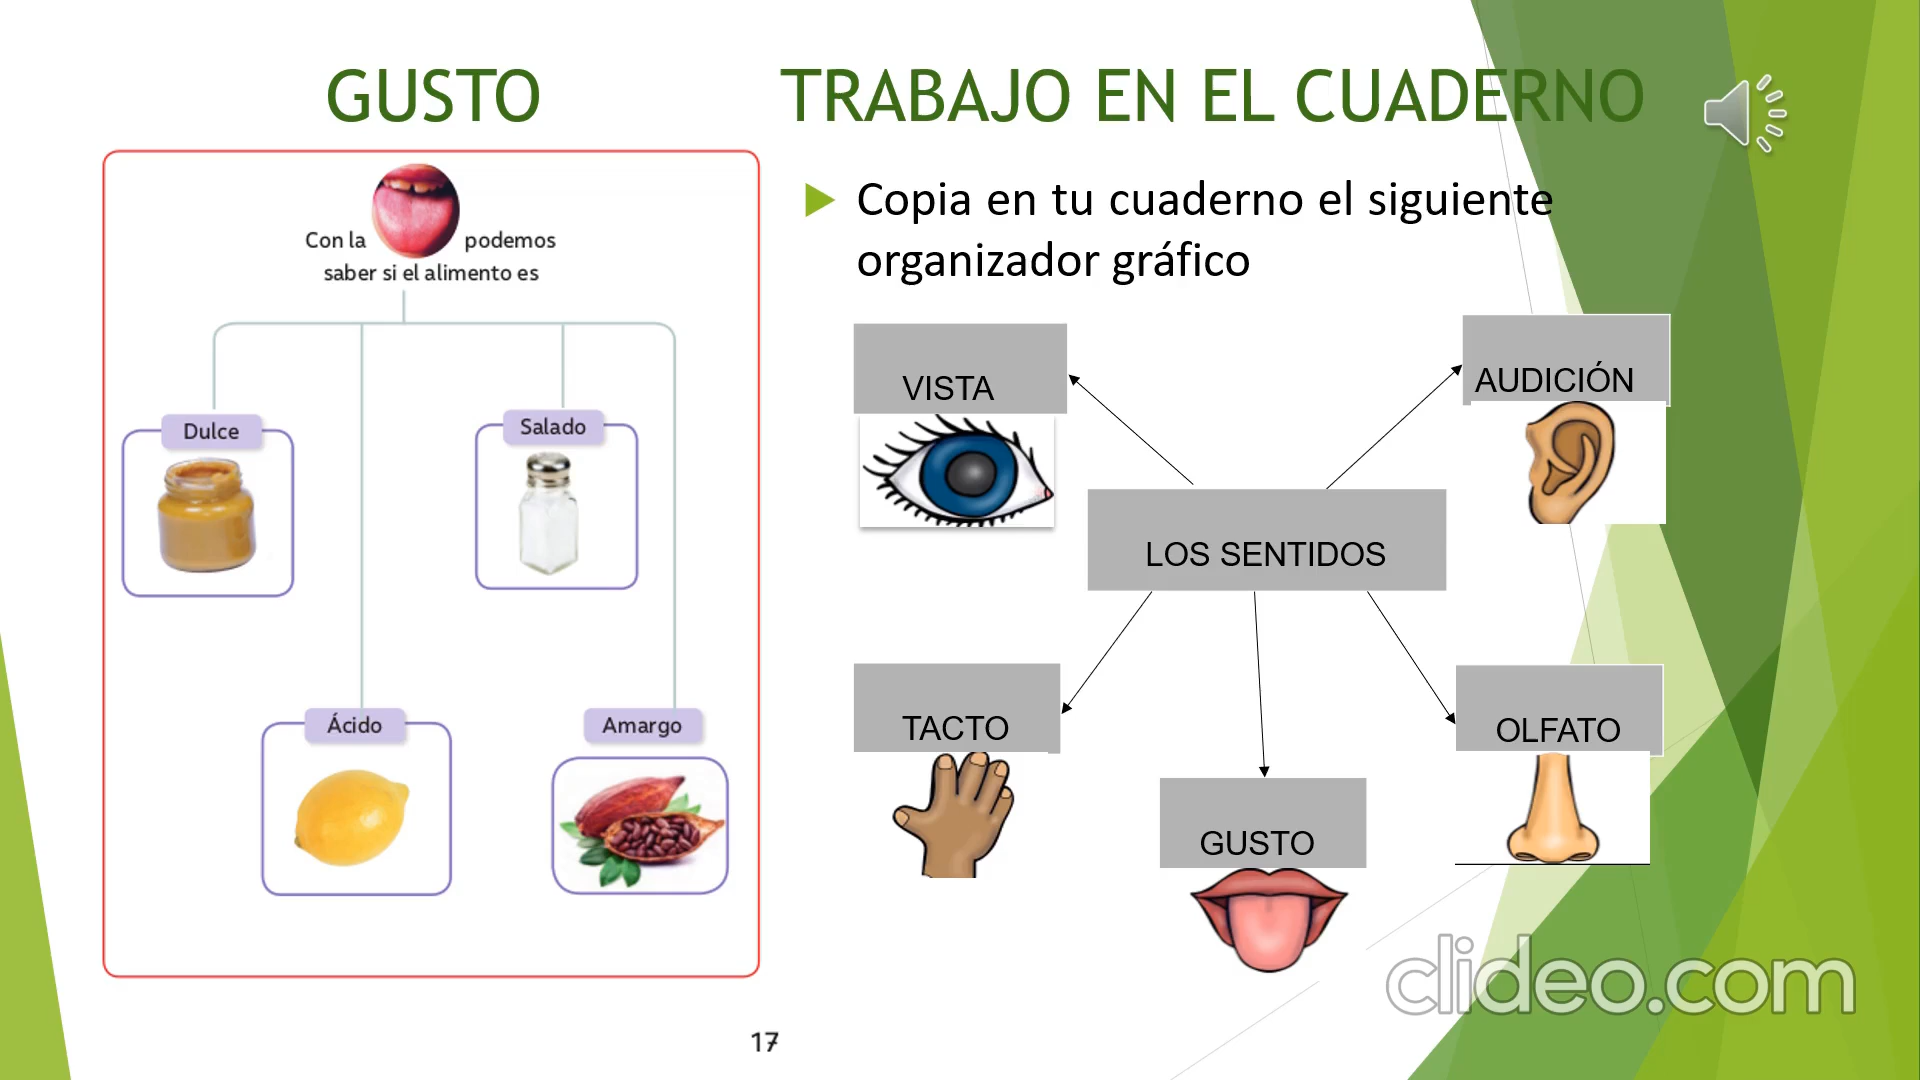 GUSTO
TRABAJO EN EL CUADERNO
Con la podemos
saber si el alimento es
Dulce
Salado
Ácido
Amargo
17
Copia en tu cuaderno el siguiente
organizador gráfico
VISTA
AUDICIÓN
LOS SENTIDOS
TACTO
OLFATO
GUSTO
clideo.com